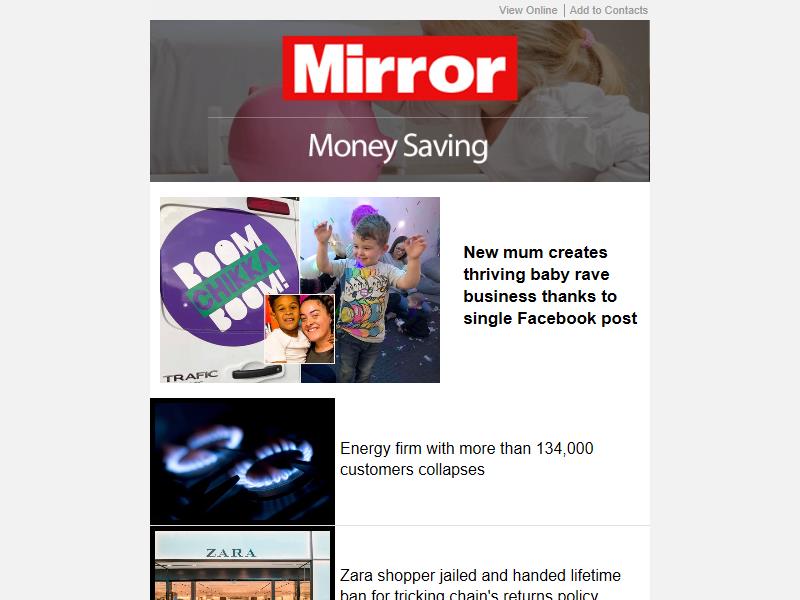 View Online | Add to Contacts
Mirror
Money Saving
BOOM
CHIKKA
BOOM!
TRAFIC
New mum creates
thriving baby rave
business thanks to
single Facebook post
Energy firm with more than 134,000
customers collapses
ZARA
Zara shopper jailed and handed lifetime
ban for tricking chain's returns policy